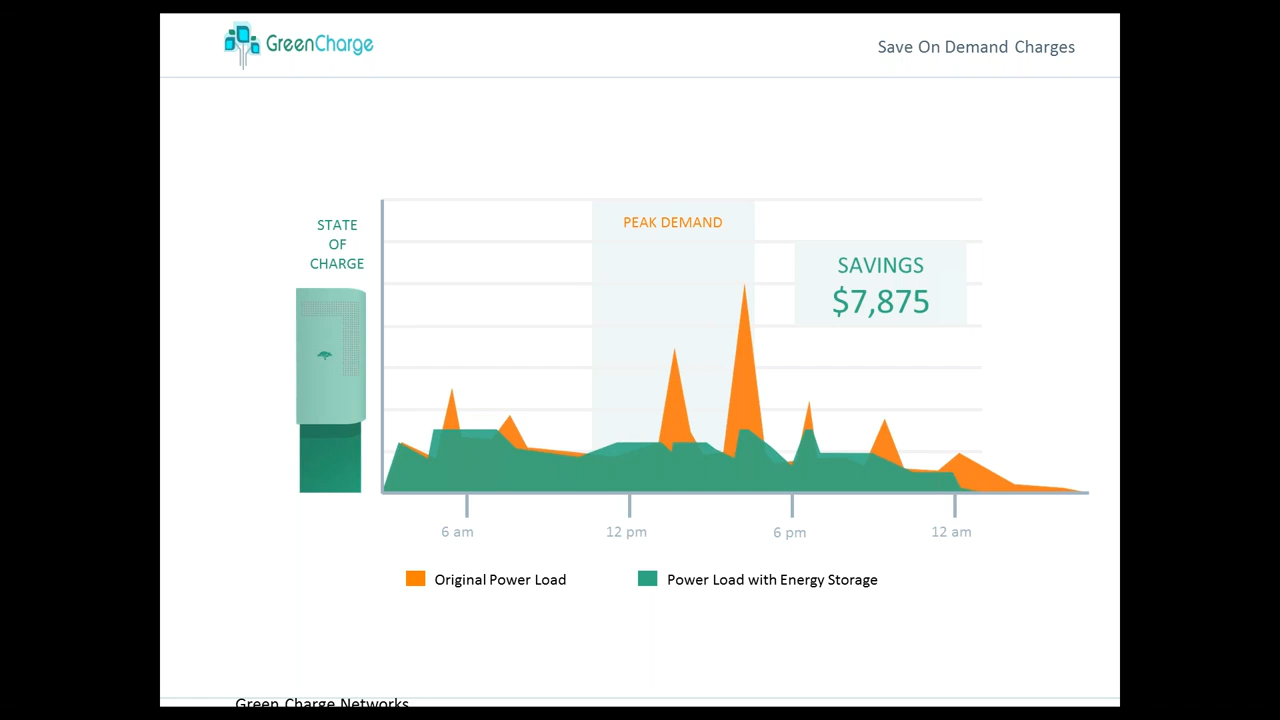 GreenCharge
Save On Demand Charges
STATE
OF
CHARGE
PEAK DEMAND
SAVINGS
$7,875
6 am
12 pm
6 pm
12 am
Original Power Load
Power Load with Energy Storage
Green Charge Networks